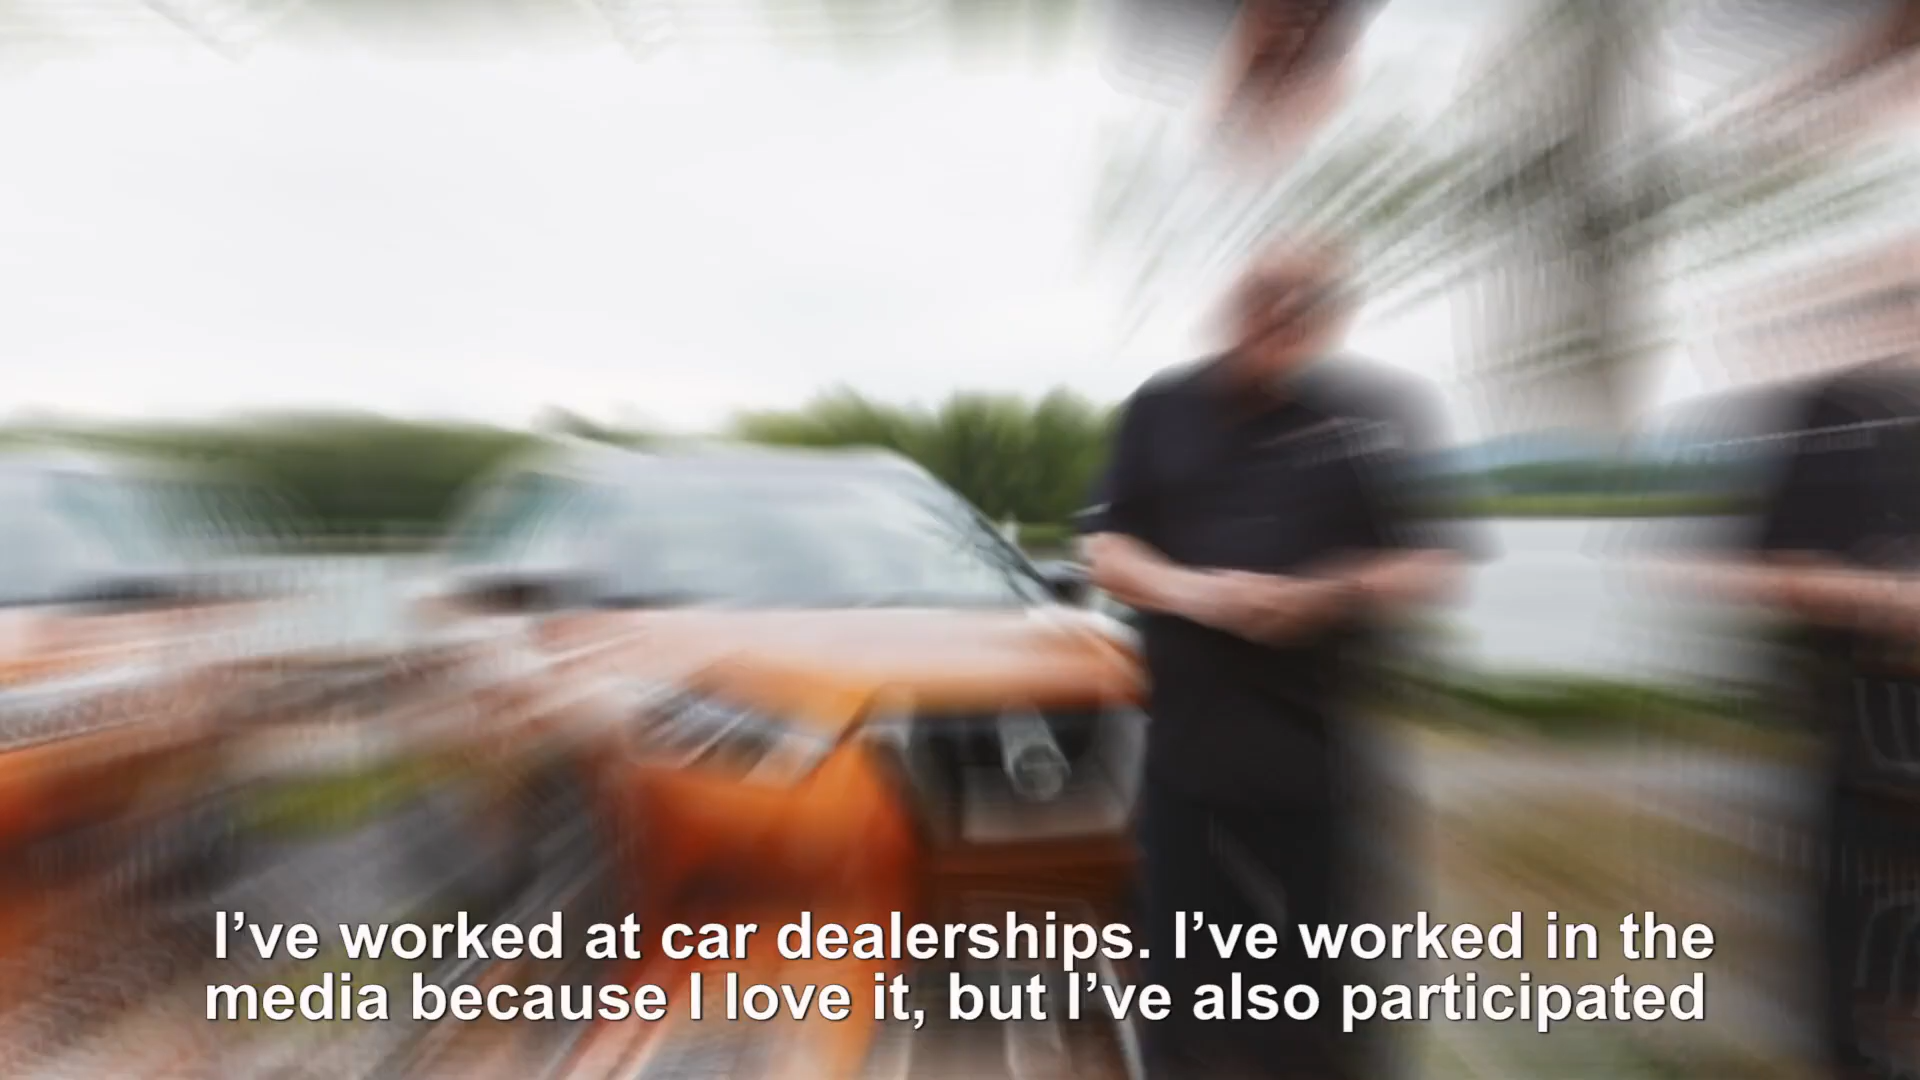 I’ve worked at car dealerships. I’ve worked in the
media because I love it, but I’ve also participated